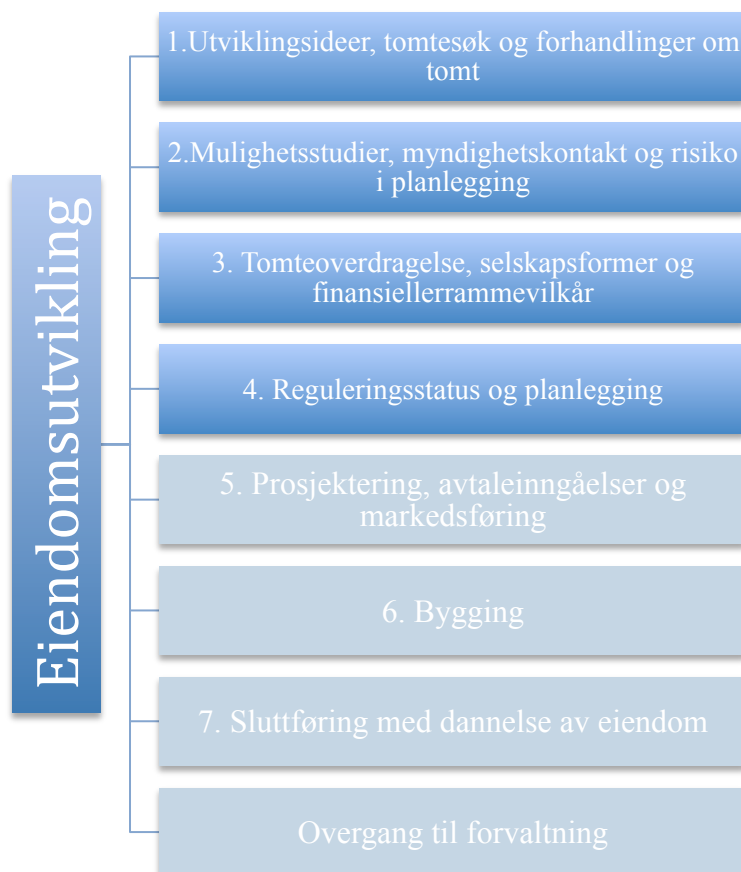 Eiendomsutvikling
1.Utviklingsideer, tomtesøk og forhandlinger om
tomt
2.Mulighetsstudier, myndighetskontakt og risiko
i planlegging
3. Tomteoverdragelse, selskapsformer og
finansiellerrammevilkår
4. Reguleringsstatus og planlegging
5. Prosjektering, avtaleinngåelser og
markedsføring
6. Bygging
7. Sluttføring med dannelse av eiendom
Overgang til forvaltning